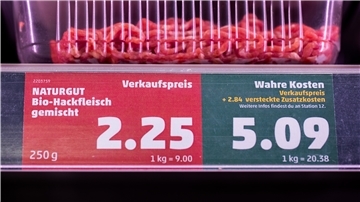 2203759
Verkaufspreis
NATURGUT
Bio-Hackfleisch
gemischt
2.25
250 g
1 kg = 9.00
Wahre Kosten
Verkaufspreis
+ 2.84 versteckte Zusatzkosten
Weitere Infos findest du an Station 12.
5.09
1 kg = 20.38